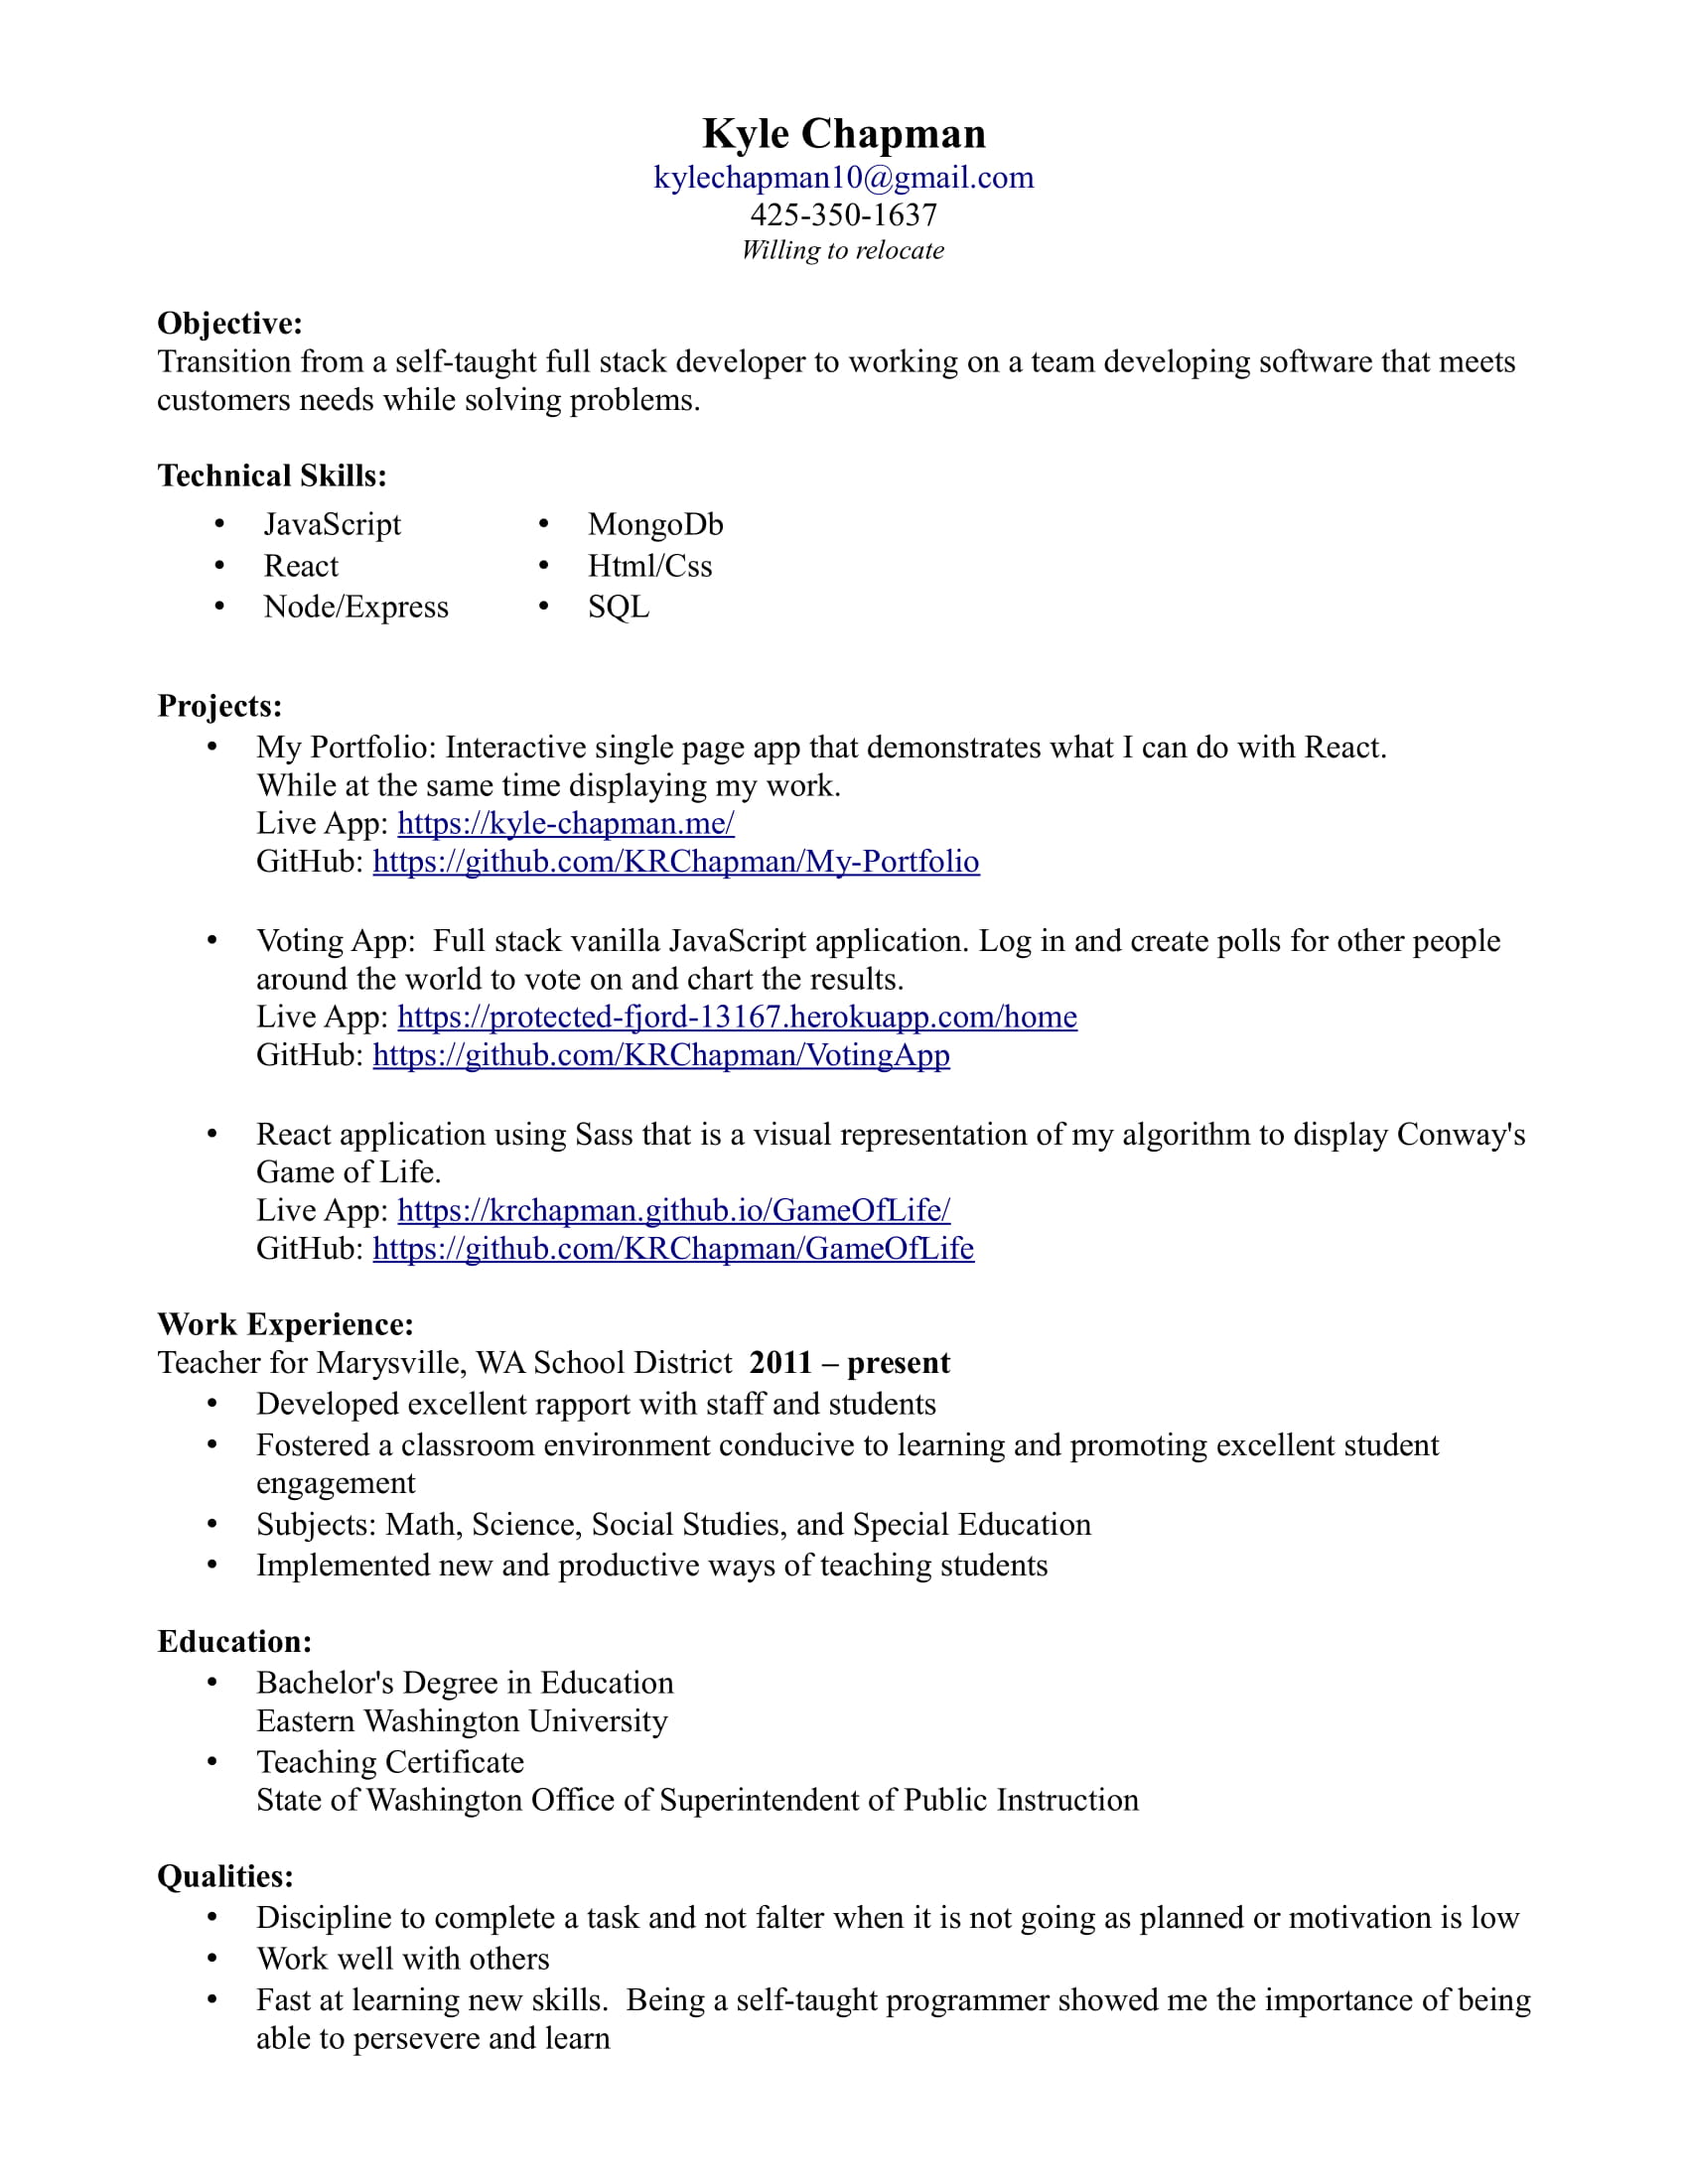 Kyle Chapman
kylechapman10@gmail.com
425-350-1637
Willing to relocate
Objective:
Transition from a self-taught full stack developer to working on a team developing software that meets
customers needs while solving problems.
Technical Skills:
• JavaScript
• React
• Node/Express
• MongoDb
• Html/Css
• SQL
Projects:
• My Portfolio: Interactive single page app that demonstrates what I can do with React.
While at the same time displaying my work.
Live App: https://kyle-chapman.me/
GitHub: https://github.com/KRChapman/My-Portfolio
• Voting App:  Full stack vanilla JavaScript application. Log in and create polls for other people
around the world to vote on and chart the results.
Live App: https://protected-fjord-13167.herokuapp.com/home
GitHub: https://github.com/KRChapman/VotingApp
• React application using Sass that is a visual representation of my algorithm to display Conway's
Game of Life.
Live App: https://krchapman.github.io/GameOfLife/
GitHub: https://github.com/KRChapman/GameOfLife
Work Experience:
Teacher for Marysville, WA School District  2011 – present
• Developed excellent rapport with staff and students
• Fostered a classroom environment conducive to learning and promoting excellent student
engagement
• Subjects: Math, Science, Social Studies, and Special Education
• Implemented new and productive ways of teaching students
Education:
• Bachelor's Degree in Education
Eastern Washington University
• Teaching Certificate
State of Washington Office of Superintendent of Public Instruction
Qualities:
• Discipline to complete a task and not falter when it is not going as planned or motivation is low
• Work well with others
• Fast at learning new skills.  Being a self-taught programmer showed me the importance of being
able to persevere and learn